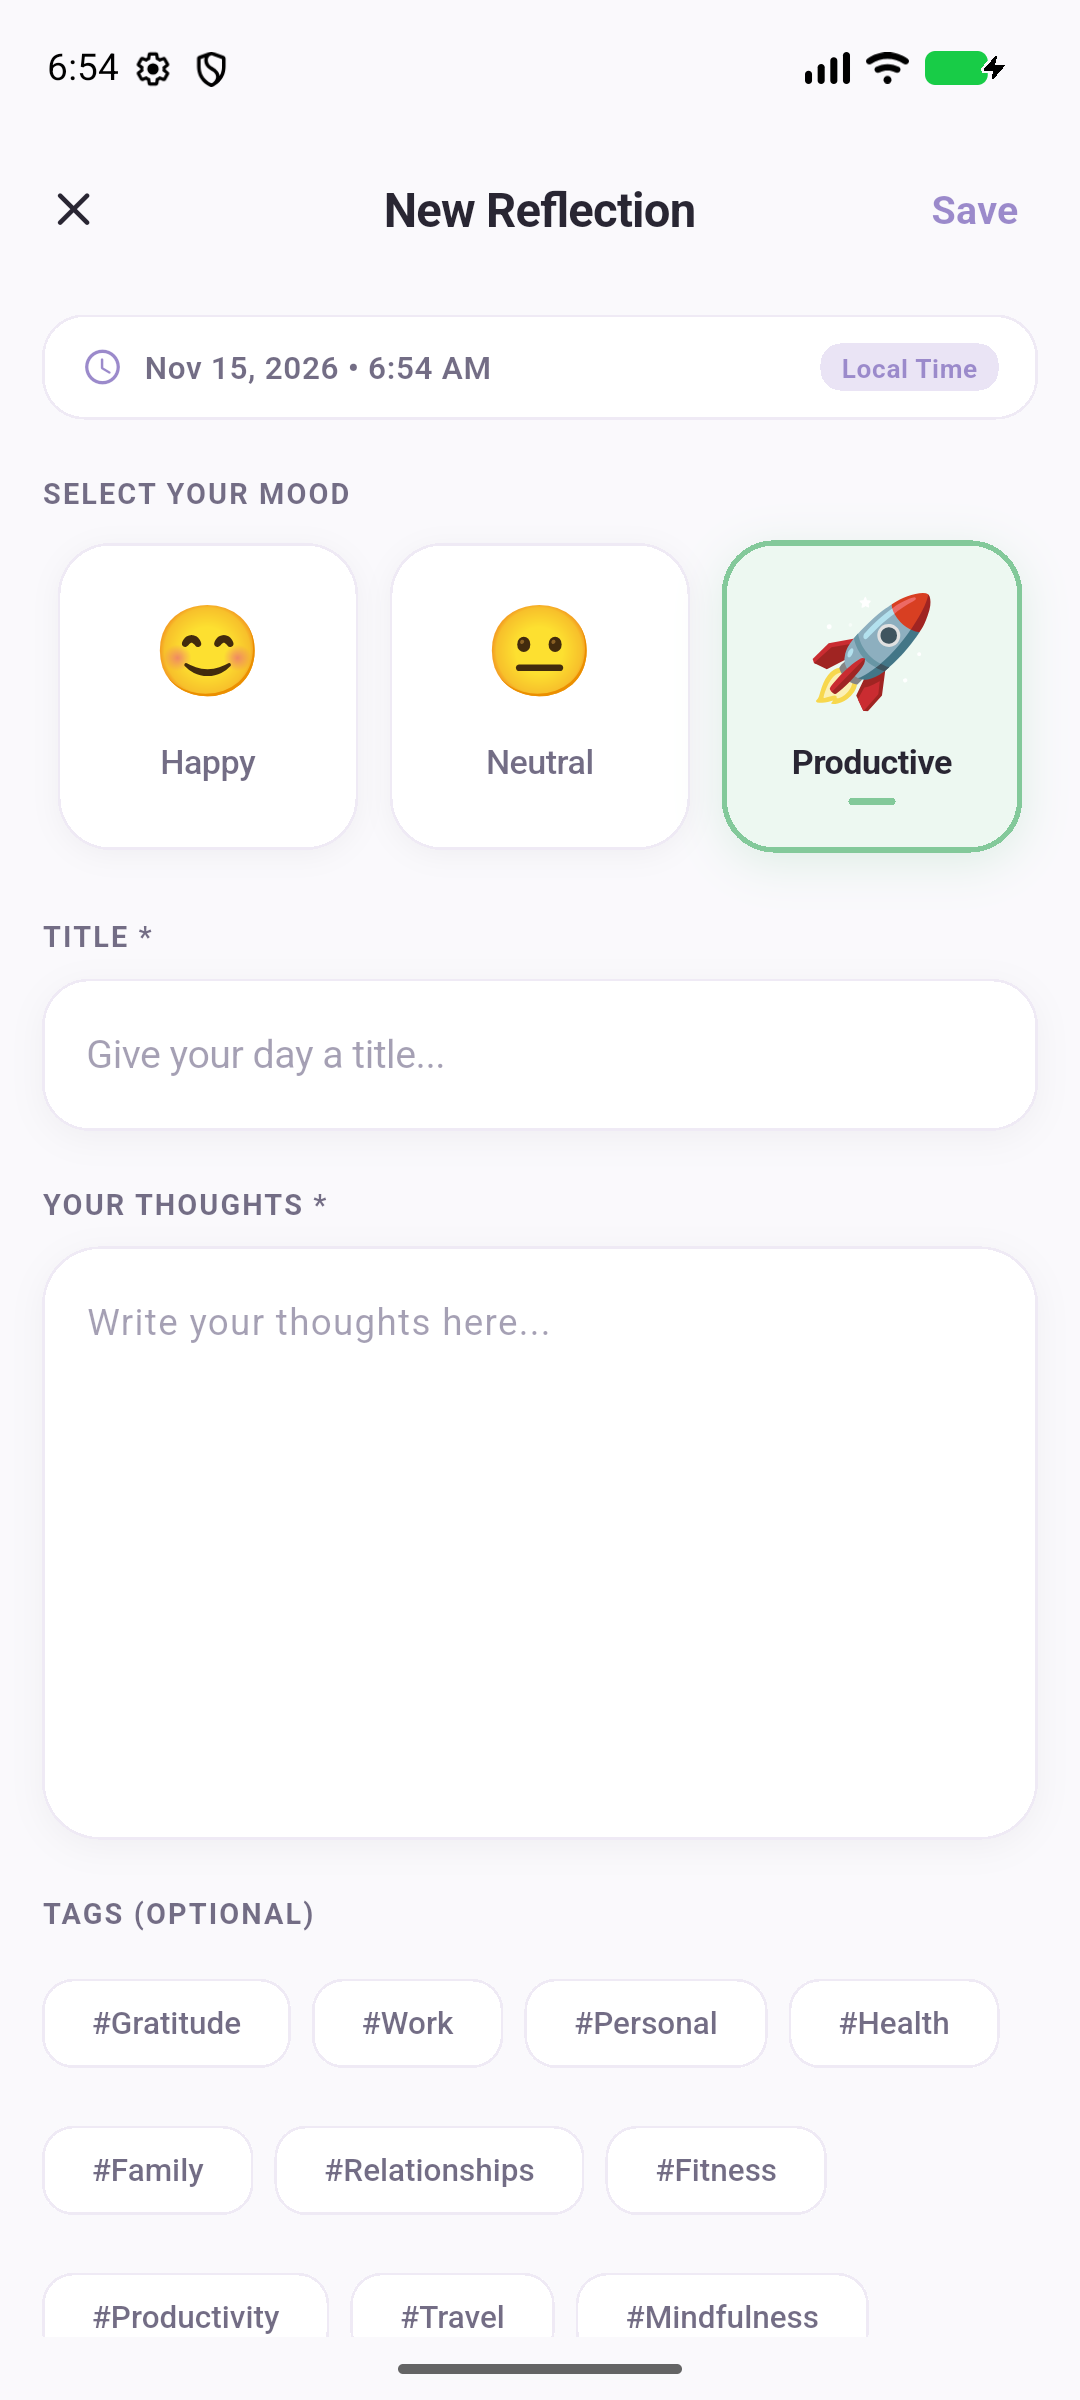 6:54
New Reflection
Save
Nov 15, 2026 • 6:54 AM
Local Time
SELECT YOUR MOOD
Happy
Neutral
Productive
TITLE *
Give your day a title...
YOUR THOUGHTS *
Write your thoughts here...
TAGS (OPTIONAL)
#Gratitude
#Work
#Personal
#Health
#Family
#Relationships
#Fitness
#Productivity
#Travel
#Mindfulness